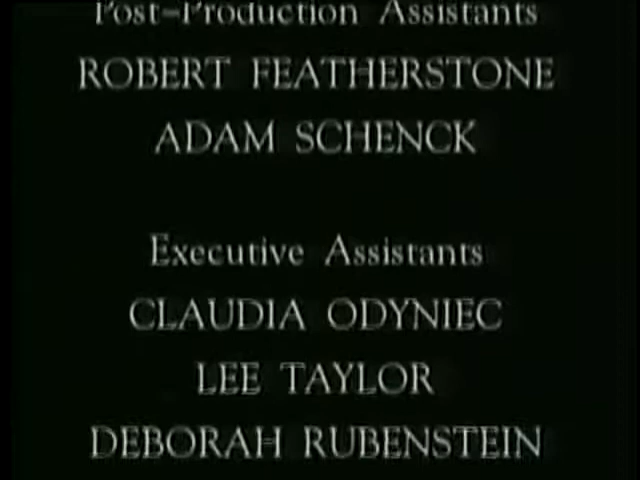 Post-Production Assistants
ROBERT FEATHERSTONE
ADAM SCHENCK
Executive Assistants
CLAUDIA ODYNIEC
LEE TAYLOR
DEBORAH RUBENSTEIN